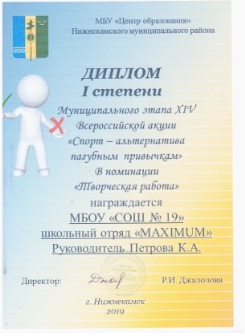 МБУ «Центр образования»
Нижнекамского муниципального района
ДИПЛОМ
I степени
Муниципального этапа XIV
Всероссийской акции
«Спорт – альтернатива
пагубным привычкам»
В номинации
«Творческая работа»
награждается
МБОУ «СОШ № 19»
школьный отряд «MAXIMUM»
Руководитель Петрова К.А.
Директор: Р.И. Джалолова
г. Нижнекамск
2019